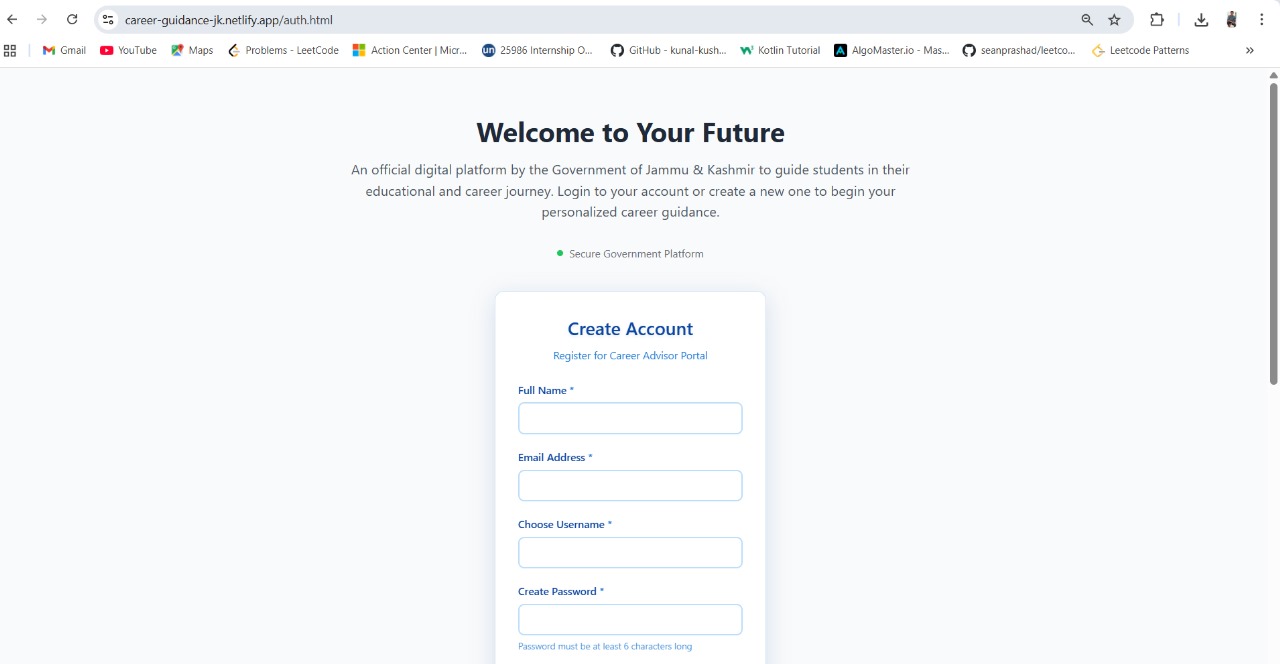 career-guidance-jk.netlify.app/auth.html
Gmail YouTube Maps Problems - LeetCode Action Center | Micr... 25986 Internship O... GitHub - kunal-kush... Kotlin Tutorial AlgoMaster.io - Mas... seanprashad/leetco... Leetcode Patterns »
Welcome to Your Future
An official digital platform by the Government of Jammu & Kashmir to guide students in their
educational and career journey. Login to your account or create a new one to begin your
personalized career guidance.
Secure Government Platform
Create Account
Register for Career Advisor Portal
Full Name *
Email Address *
Choose Username *
Create Password *
Password must be at least 6 characters long